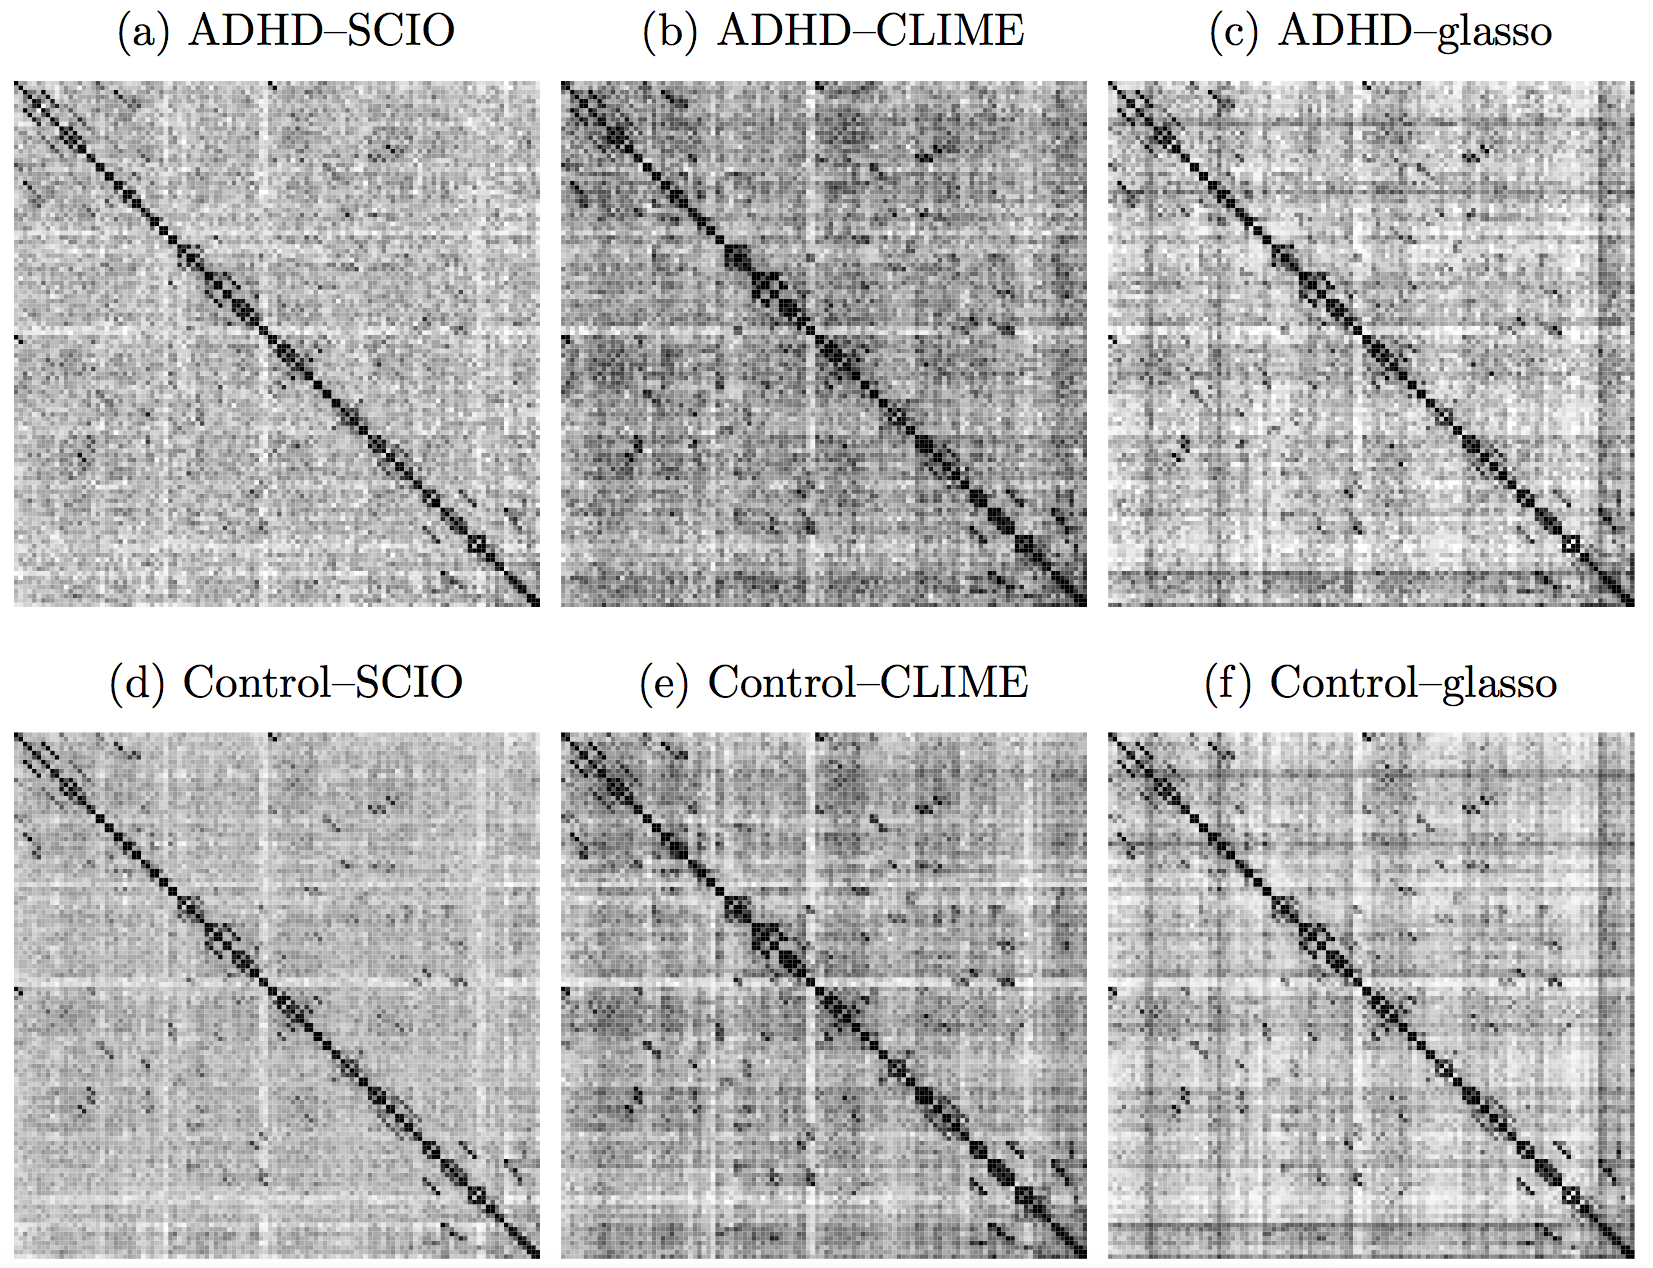 (a) ADHD–SCIO
(b) ADHD–CLIME
(c) ADHD–glasso
(d) Control–SCIO
(e) Control–CLIME
(f) Control–glasso